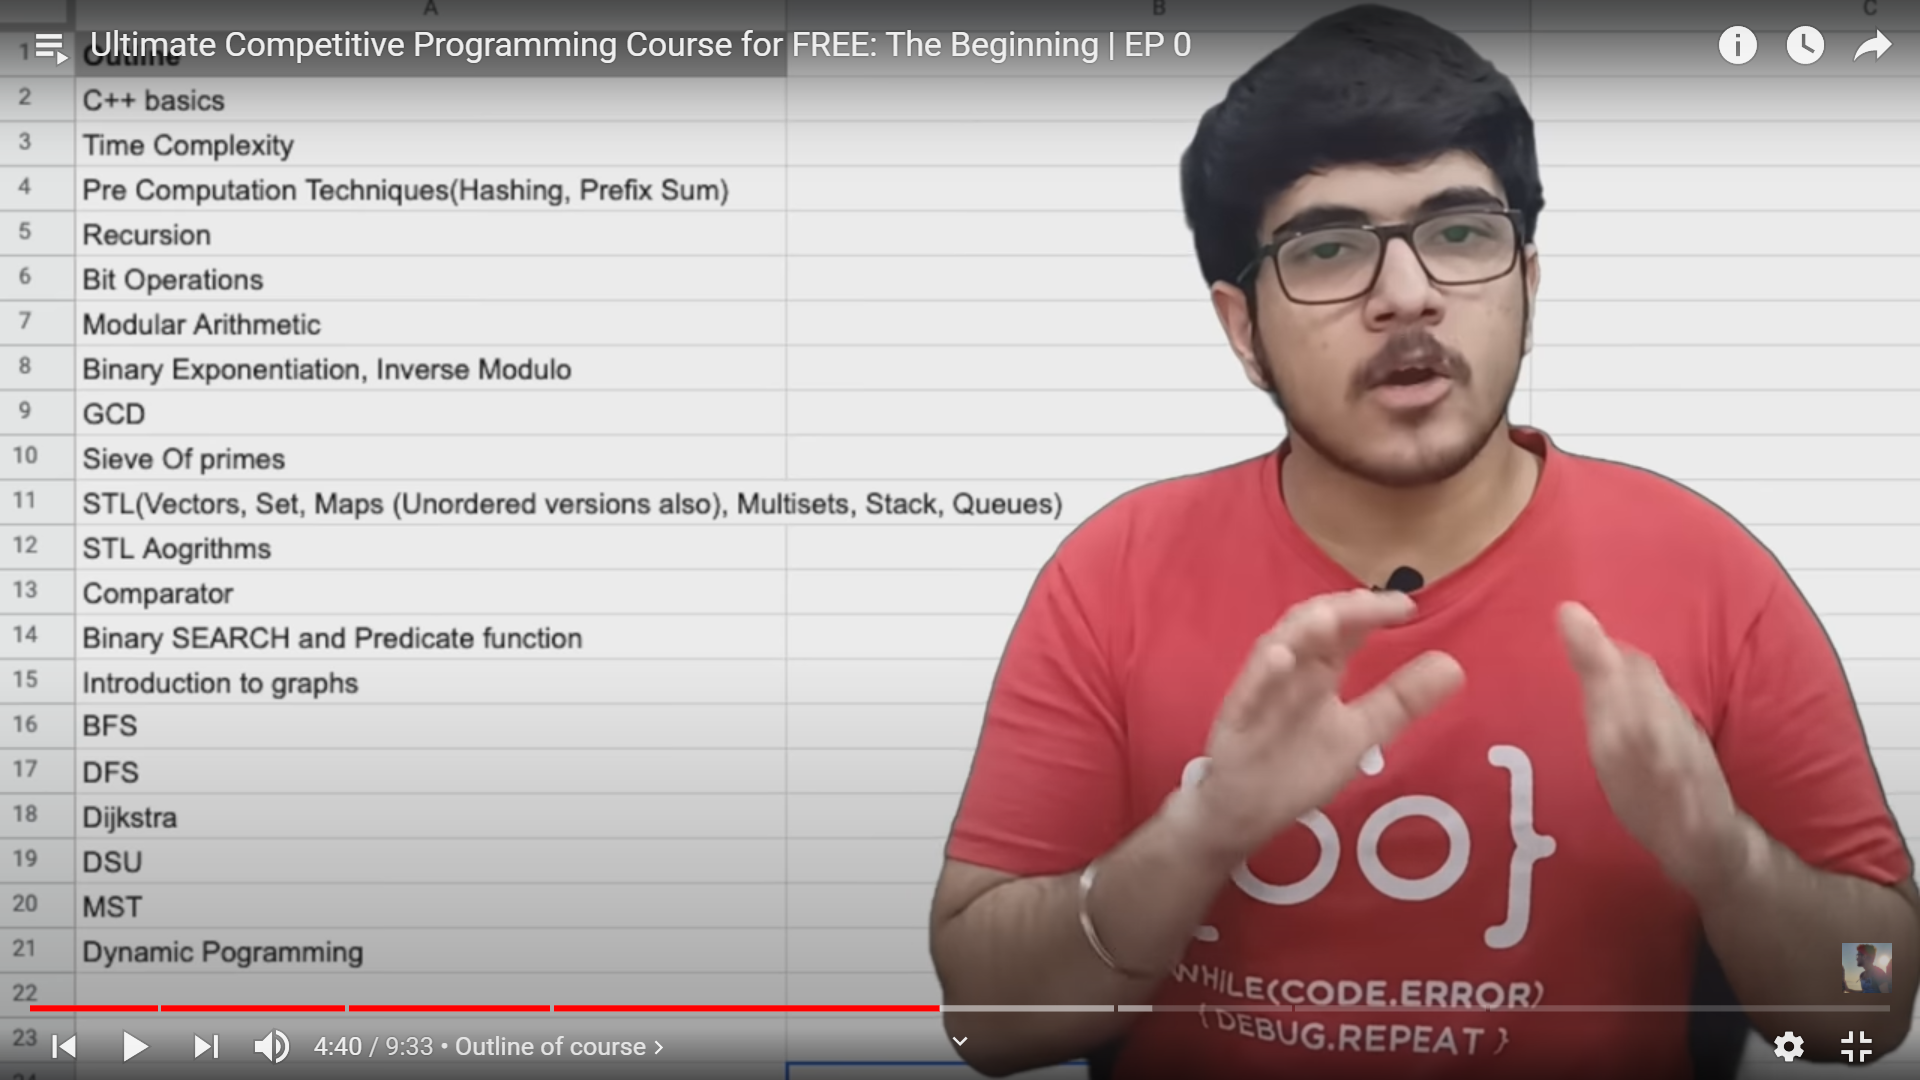 A B C
1 Outline
Ultimate Competitive Programming Course for FREE: The Beginning | EP 0
2 C++ basics
3 Time Complexity
4 Pre Computation Techniques(Hashing, Prefix Sum)
5 Recursion
6 Bit Operations
7 Modular Arithmetic
8 Binary Exponentiation, Inverse Modulo
9 GCD
10 Sieve Of primes
11 STL(Vectors, Set, Maps (Unordered versions also), Multisets, Stack, Queues)
12 STL Aogrithms
13 Comparator
14 Binary SEARCH and Predicate function
15 Introduction to graphs
16 BFS
17 DFS
18 Dijkstra
19 DSU
20 MST
21 Dynamic Pogramming
22
23
24
WHILE(CODE.ERROR)
{DEBUG.REPEAT }
4:40 / 9:33 • Outline of course >